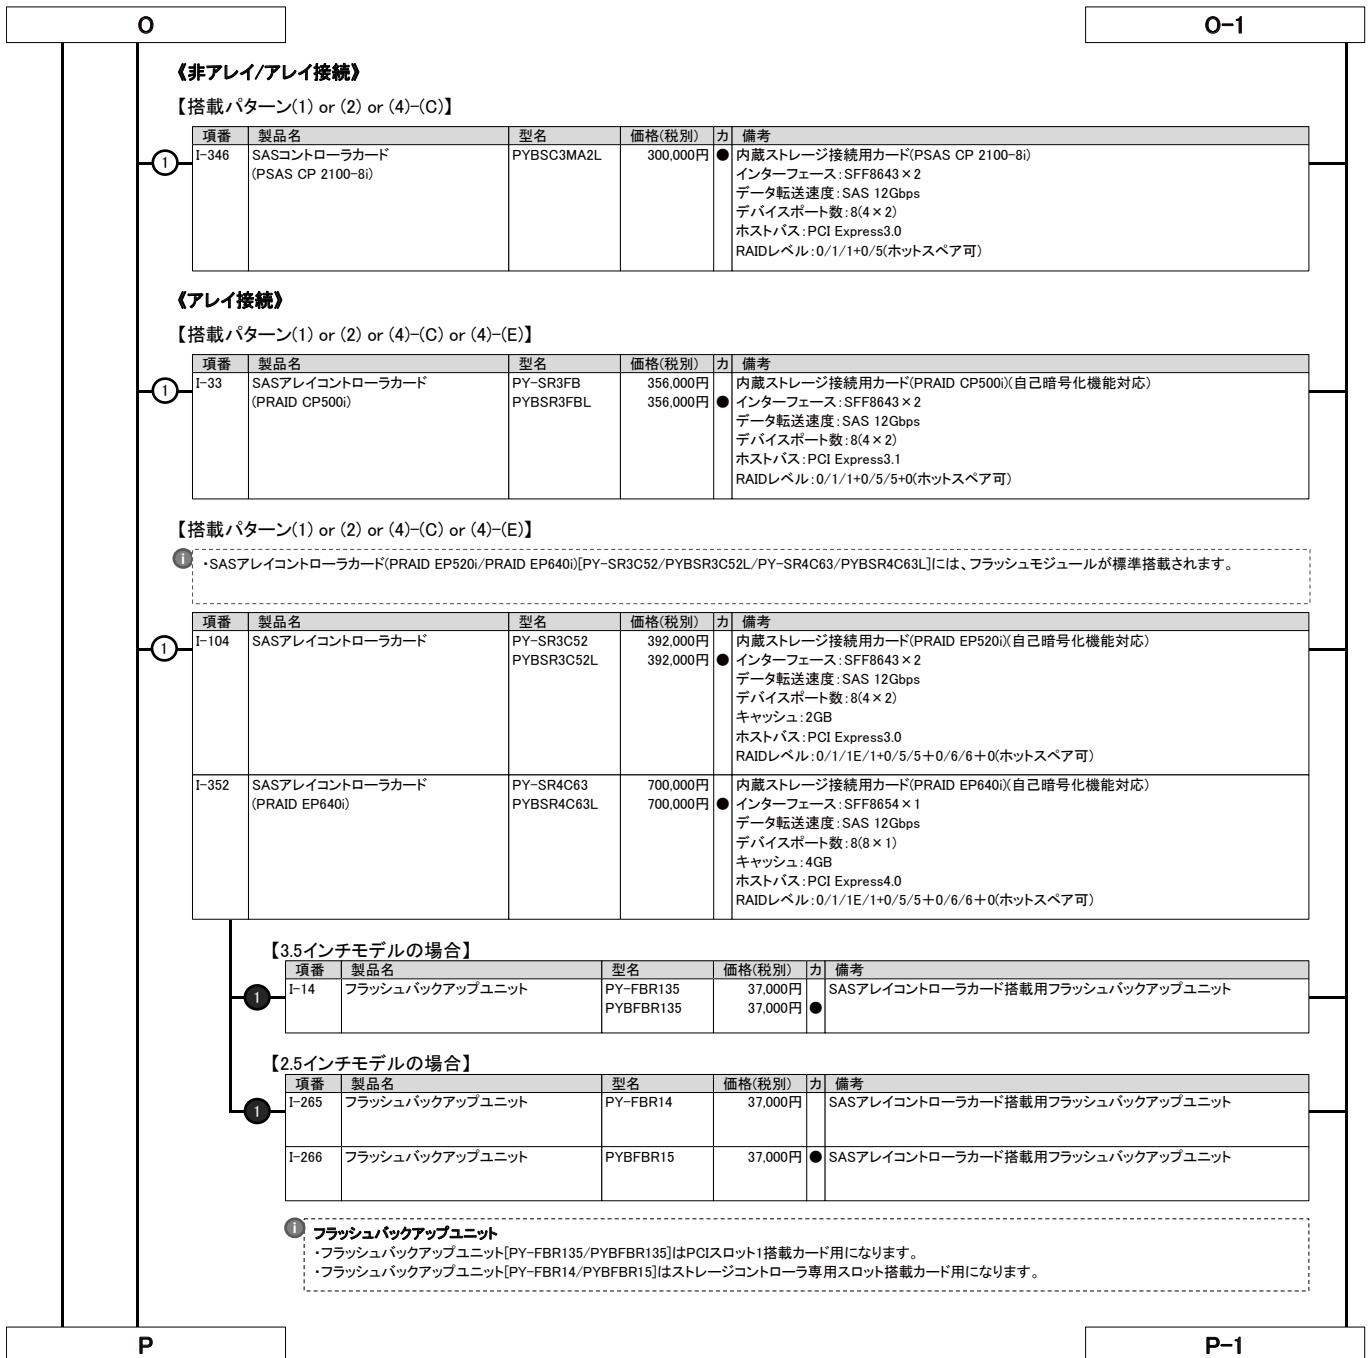 O
O-1
《非アレイ/アレイ接続》
【搭載パターン(1) or (2) or (4)-(C)】
項番 製品名 型名 価格(税別) カ 備考
① I-346 SASコントローラカード PYBSC3MA2L 300,000円 ● 内蔵ストレージ接続用カード(PSAS CP 2100-8i)
(PSAS CP 2100-8i) インターフェース:SFF8643×2
データ転送速度:SAS 12Gbps
デバイスポート数:8(4×2)
ホストバス:PCI Express3.0
RAIDレベル:0/1/1+0/5(ホットスペア可)
《アレイ接続》
【搭載パターン(1) or (2) or (4)-(C) or (4)-(E)】
項番 製品名 型名 価格(税別) カ 備考
① I-33 SASアレイコントローラカード PY-SR3FB 356,000円 内蔵ストレージ接続用カード(PRAID CP500i)(自己暗号化機能対応)
(PRAID CP500i) PYBSR3FBL 356,000円 ● インターフェース:SFF8643×2
データ転送速度:SAS 12Gbps
デバイスポート数:8(4×2)
ホストバス:PCI Express3.1
RAIDレベル:0/1/1+0/5/5+0(ホットスペア可)
【搭載パターン(1) or (2) or (4)-(C) or (4)-(E)】
i ・SASアレイコントローラカード(PRAID EP520i/PRAID EP640i)[PY-SR3C52/PYBSR3C52L/PY-SR4C63/PYBSR4C63L]には、フラッシュモジュールが標準搭載されます。
項番 製品名 型名 価格(税別) カ 備考
① I-104 SASアレイコントローラカード PY-SR3C52 392,000円 内蔵ストレージ接続用カード(PRAID EP520i)(自己暗号化機能対応)
PYBSR3C52L 392,000円 ● インターフェース:SFF8643×2
データ転送速度:SAS 12Gbps
デバイスポート数:8(4×2)
キャッシュ:2GB
ホストバス:PCI Express3.0
RAIDレベル:0/1/1E/1+0/5/5+0/6/6+0(ホットスペア可)
I-352 SASアレイコントローラカード PY-SR4C63 700,000円 内蔵ストレージ接続用カード(PRAID EP640i)(自己暗号化機能対応)
(PRAID EP640i) PYBSR4C63L 700,000円 ● インターフェース:SFF8654×1
データ転送速度:SAS 12Gbps
デバイスポート数:8(8×1)
キャッシュ:4GB
ホストバス:PCI Express4.0
RAIDレベル:0/1/1E/1+0/5/5+0/6/6+0(ホットスペア可)
【3.5インチモデルの場合】
項番 製品名 型名 価格(税別) カ 備考
❶ I-14 フラッシュバックアップユニット PY-FBR135 37,000円 SASアレイコントローラカード搭載用フラッシュバックアップユニット
PYBFBR135 37,000円 ●
【2.5インチモデルの場合】
項番 製品名 型名 価格(税別) カ 備考
❶ I-265 フラッシュバックアップユニット PY-FBR14 37,000円 SASアレイコントローラカード搭載用フラッシュバックアップユニット
I-266 フラッシュバックアップユニット PYBFBR15 37,000円 ● SASアレイコントローラカード搭載用フラッシュバックアップユニット
i フラッシュバックアップユニット
・フラッシュバックアップユニット[PY-FBR135/PYBFBR135]はPCIスロット1搭載カード用になります。
・フラッシュバックアップユニット[PY-FBR14/PYBFBR15]はストレージコントローラ専用スロット搭載カード用になります。
P
P-1